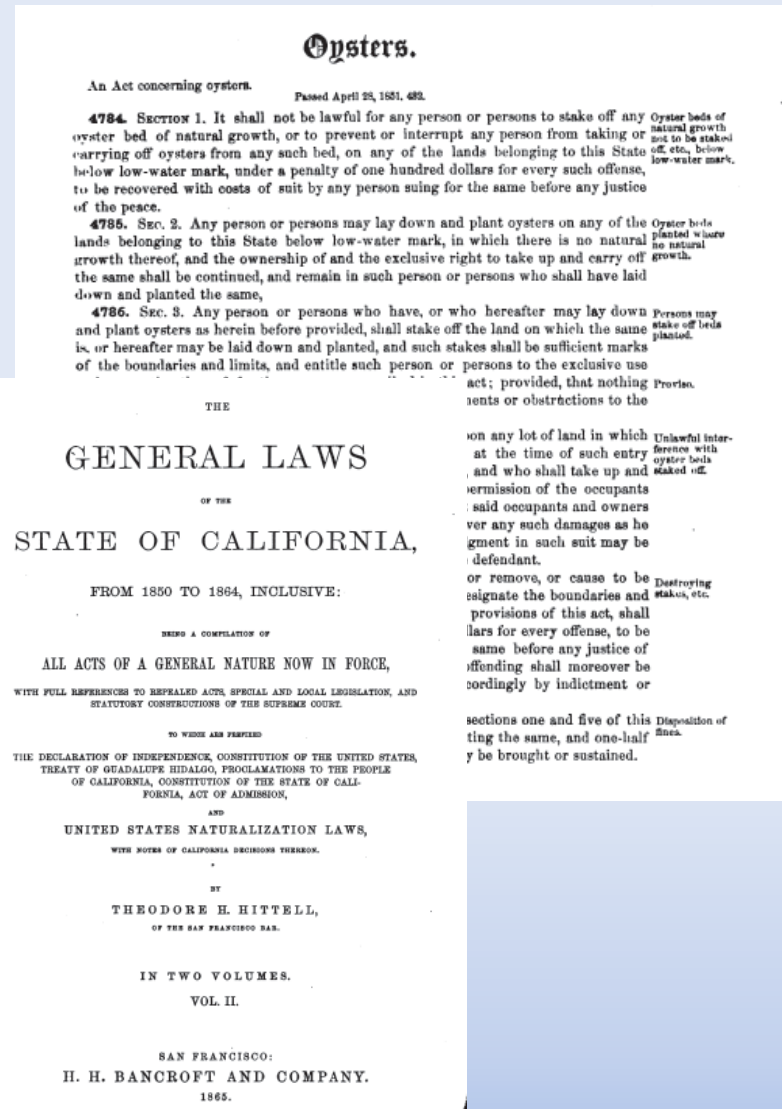 Oysters.
An Act concerning oysters.
Passed April 28, 1851, 432.
4784. SECTION 1. It shall not be lawful for any person or persons to stake off any
oyster bed of natural growth, or to prevent or interrupt any person from taking or
carrying off oysters from any such bed, on any of the lands belonging to this State
below low-water mark, under a penalty of one hundred dollars for every such offense,
to be recovered with costs of suit by any person suing for the same before any justice
of the peace.
Oyster beds of
natural growth
not to be staked
off, etc., below
low-water mark.
4785. SEC. 2. Any person or persons may lay down and plant oysters on any of the
lands belonging to this State below low-water mark, in which there is no natural
growth thereof, and the ownership of and the exclusive right to take up and carry off
the same shall be continued, and remain in such person or persons who shall have laid
down and planted the same,
Oyster beds
planted where
no natural
growth.
4786. SEC. 3. Any person or persons who have, or who hereafter may lay down
and plant oysters as herein before provided, shall stake off the land on which the same
is, or hereafter may be laid down and planted, and such stakes shall be sufficient marks
of the boundaries and limits, and entitle such person or persons to the exclusive use
act; provided, that nothing
ments or obstructions to the
Persons may
stake off beds
planted.
Proviso.
on any lot of land in which
at the time of such entry
, and who shall take up and
permission of the occupants
said occupants and owners
ver any such damages as he
gment in such suit may be
defendant.
Unlawful inter-
ference with
oyster beds
staked off.
or remove, or cause to be
esignate the boundaries and
provisions of this act, shall
llars for every offense, to be
same before any justice of
offending shall moreover be
cordingly by indictment or
Destroying
stakes, etc.
sections one and five of this
ting the same, and one-half
y be brought or sustained.
Disposition of
fines.
THE
GENERAL LAWS
OF THE
STATE OF CALIFORNIA,
FROM 1850 TO 1864, INCLUSIVE:
BEING A COMPILATION OF
ALL ACTS OF A GENERAL NATURE NOW IN FORCE,
WITH FULL REFERENCES TO REPEALED ACTS, SPECIAL AND LOCAL LEGISLATION, AND
STATUTORY CONSTRUCTIONS OF THE SUPREME COURT.
TO WHICH ARE PREFIXED
THE DECLARATION OF INDEPENDENCE, CONSTITUTION OF THE UNITED STATES,
TREATY OF GUADALUPE HIDALGO, PROCLAMATIONS TO THE PEOPLE
OF CALIFORNIA, CONSTITUTION OF THE STATE OF CALI-
FORNIA, ACT OF ADMISSION,
AND
UNITED STATES NATURALIZATION LAWS,
WITH NOTES OF CALIFORNIA DECISIONS THEREON.
BY
THEODORE H. HITTELL,
OF THE SAN FRANCISCO BAR.
IN TWO VOLUMES.
VOL. II.
SAN FRANCISCO:
H. H. BANCROFT AND COMPANY.
1865.